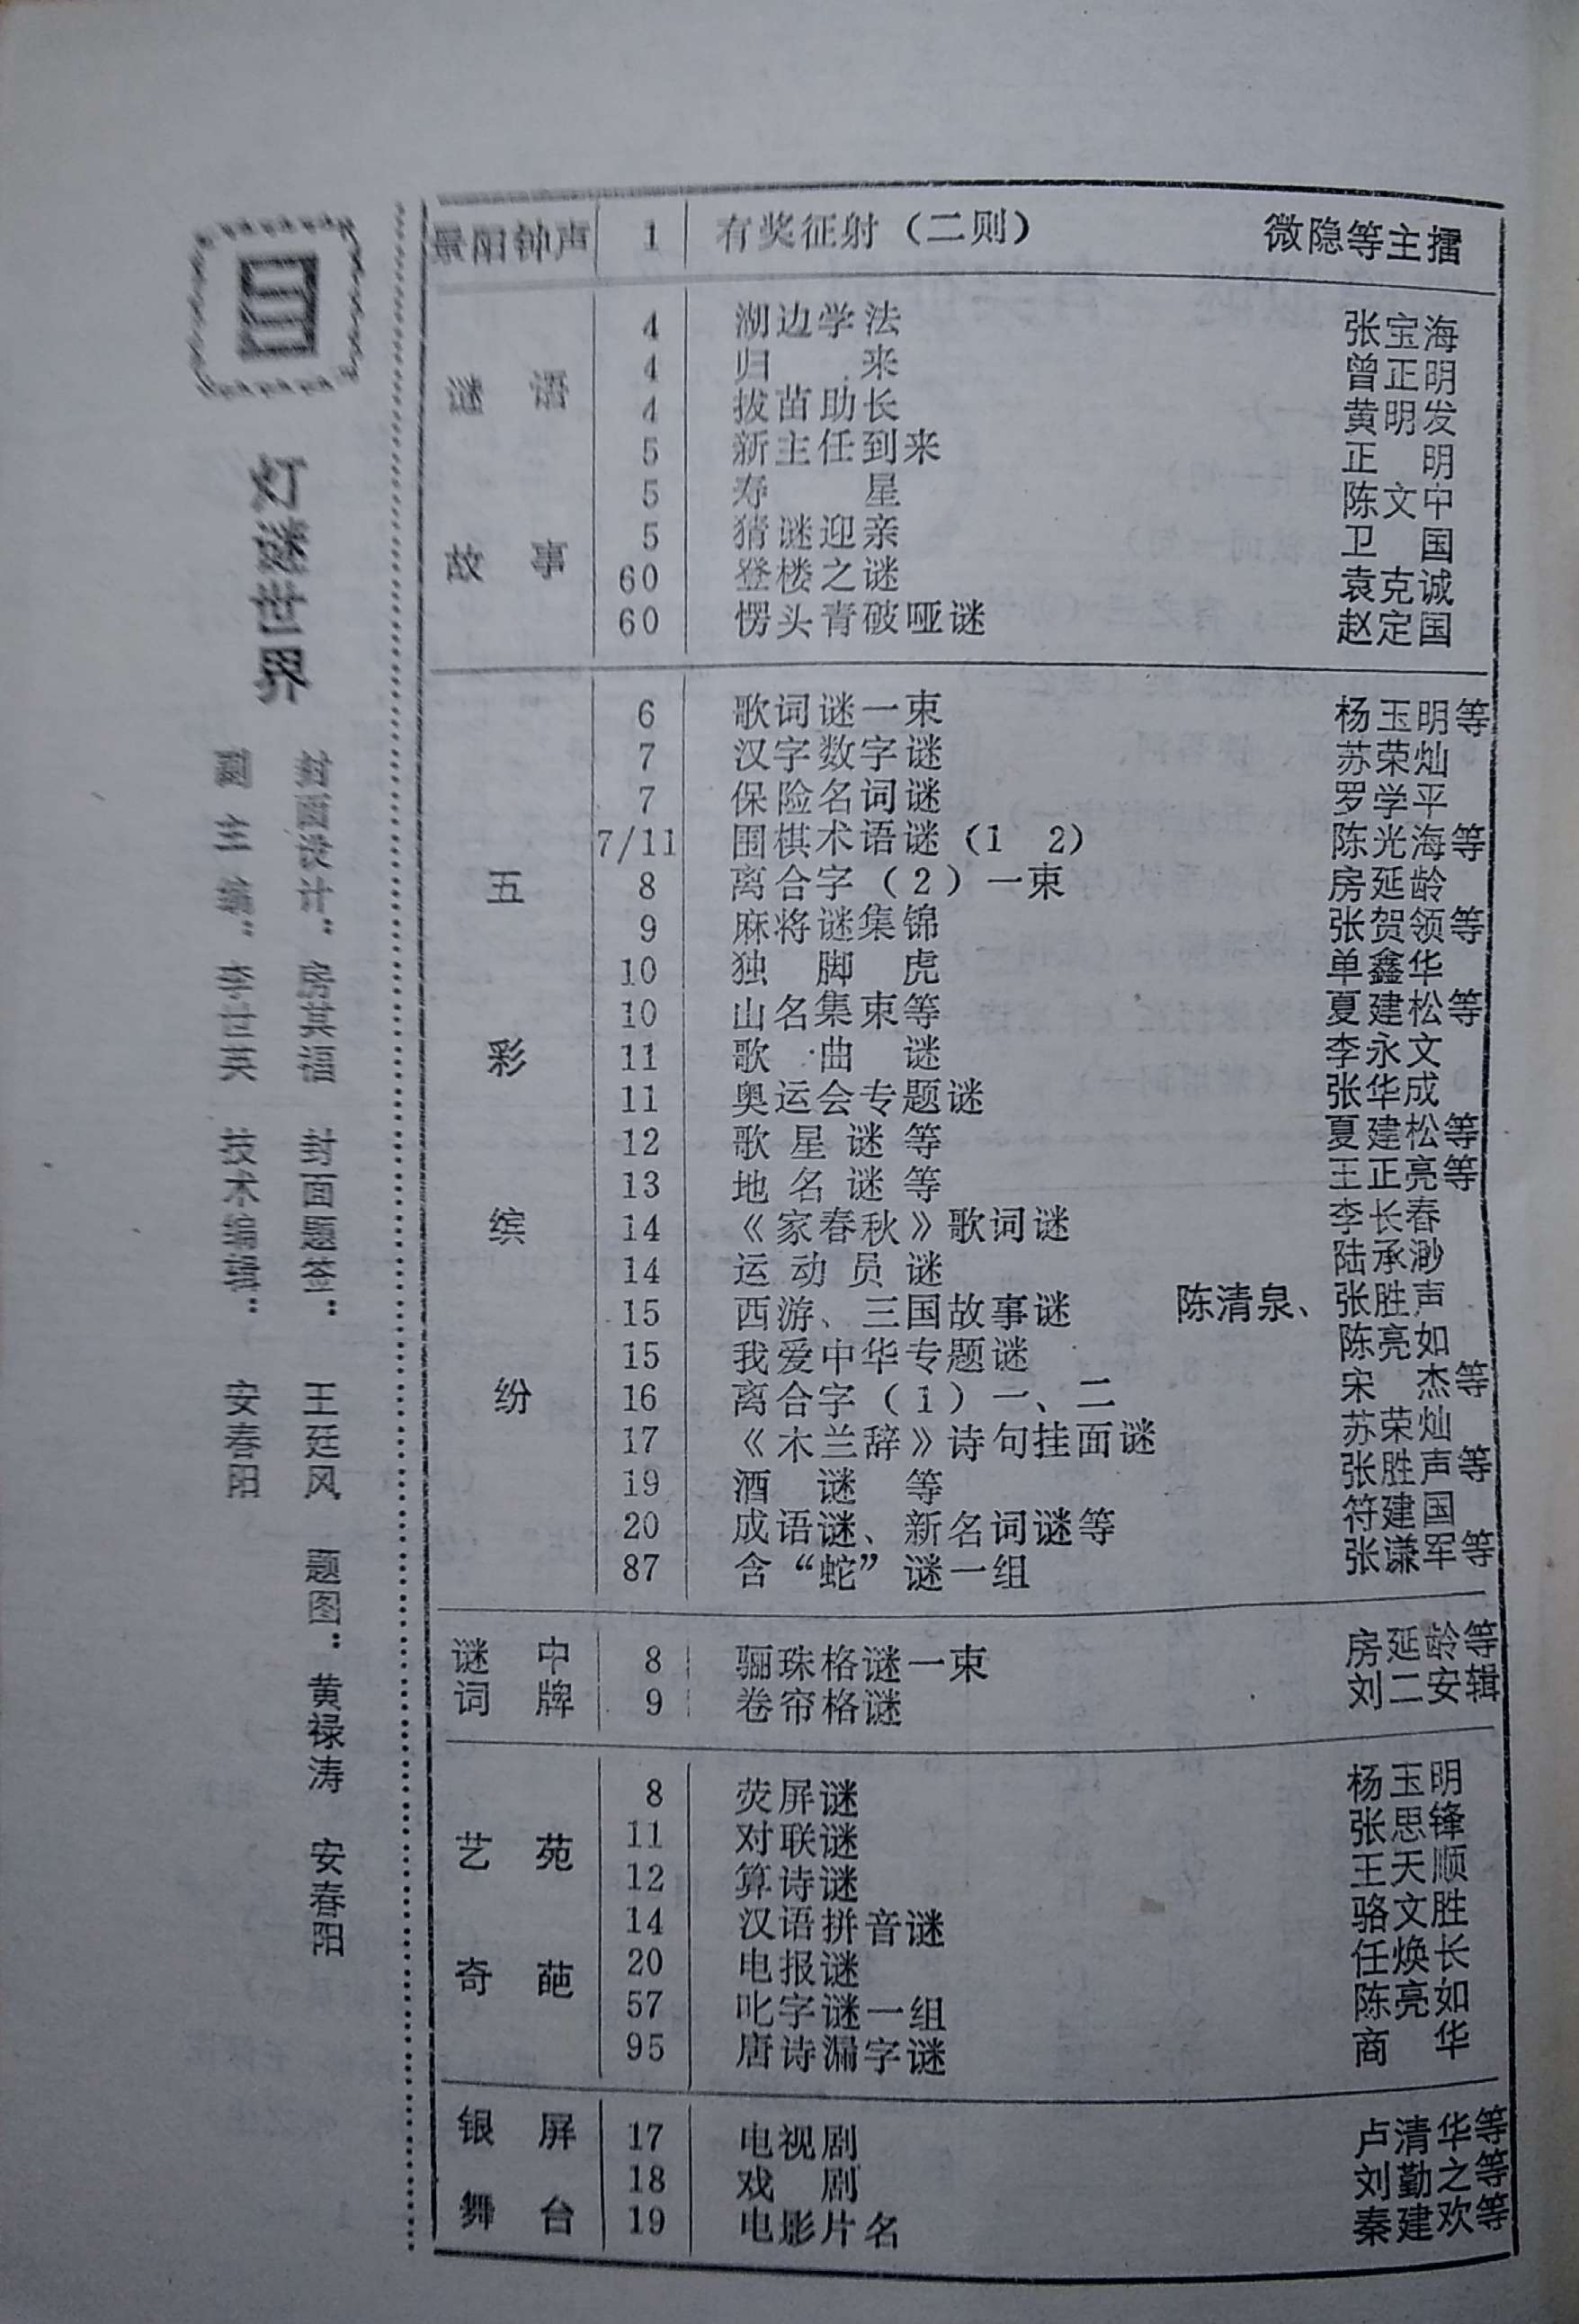 目
灯谜世界
封面设计：房其福 封面题签：王廷风 题图：黄禄涛 安春阳
副主编：李世英 技术编辑：安春阳
景阳钟声 1 有奖征射（二则） 微隐等主擂
谜语故事
4 湖边学法 张宝海
4 归来 曾正明
4 拔苗助长 黄明发
5 新主任到来 正明
5 寿星 陈文中
5 猜谜迎亲 卫国
60 登楼之谜 袁克诚
60 愣头青破哑谜 赵定国
五彩缤纷
6 歌词谜一束 杨玉明等
7 汉字数字谜 苏荣灿
7 保险名词谜 罗学平
7/11 围棋术语谜（1 2） 陈光海等
8 离合字（2）一束 房延龄
9 麻将谜集锦 张贺领等
10 独脚虎 单鑫华
10 山名集束等 夏建松等
11 歌曲谜 李永文
11 奥运会专题谜 张华成
12 歌星谜等 夏建松等
13 地名谜等 王正亮等
14 《家春秋》歌词谜 李长春
14 运动员谜 陆承渺
15 西游、三国故事谜 陈清泉、张胜声
15 我爱中华专题谜 陈亮如
16 离合字（1）一、二 宋杰等
17 《木兰辞》诗句挂面谜 苏荣灿
19 酒谜等 张胜声等
20 成语谜、新名词谜等 符建国
87 含“蛇”谜一组 张谦军等
谜中词牌
8 骊珠格谜一束 房延龄等
9 卷帘格谜 刘二安辑
艺苑奇葩
8 荧屏谜 杨玉明
11 对联谜 张思锋
12 算诗谜 王天顺
14 汉语拼音谜 骆文胜
20 电报谜 任焕长
57 叱字谜一组 陈亮如
95 唐诗漏字谜 商华
银屏舞台
17 电视剧 卢清华等
18 戏剧 刘勤之等
19 电影片名 秦建欢等